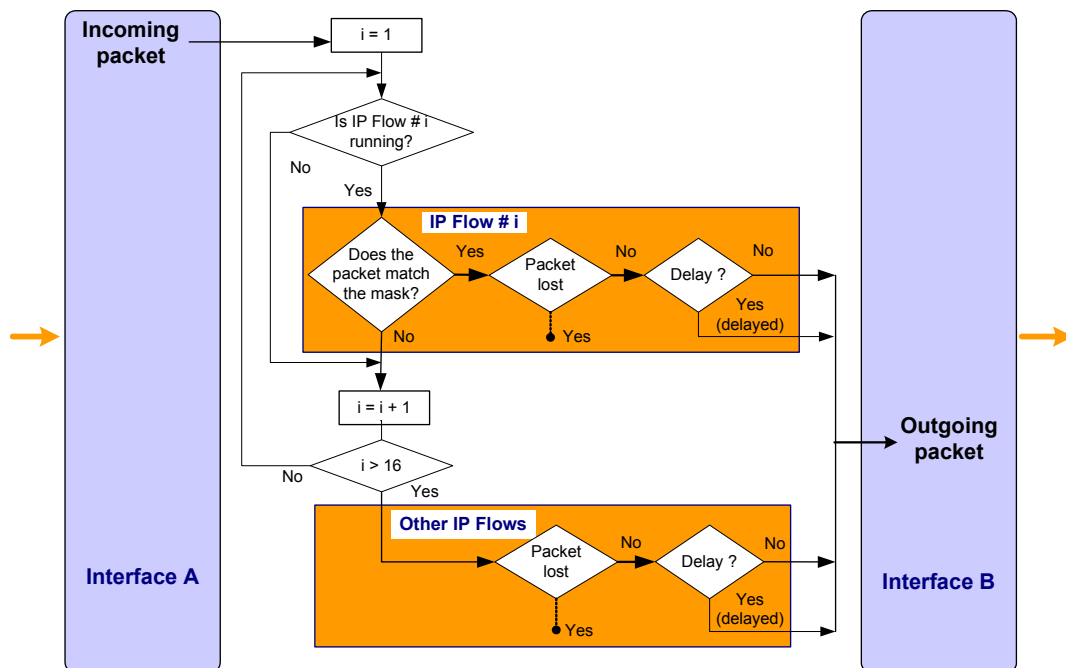 Incoming
packet
i = 1
Is IP Flow # i
running?
No
Yes
IP Flow # i
Does the
packet match
the mask?
Yes
Packet
lost
No
Delay ?
No
Yes
(delayed)
Yes
No
i = i + 1
i > 16
No
Yes
Other IP Flows
Packet
lost
No
Delay ?
No
Yes
(delayed)
Yes
Outgoing
packet
Interface A
Interface B